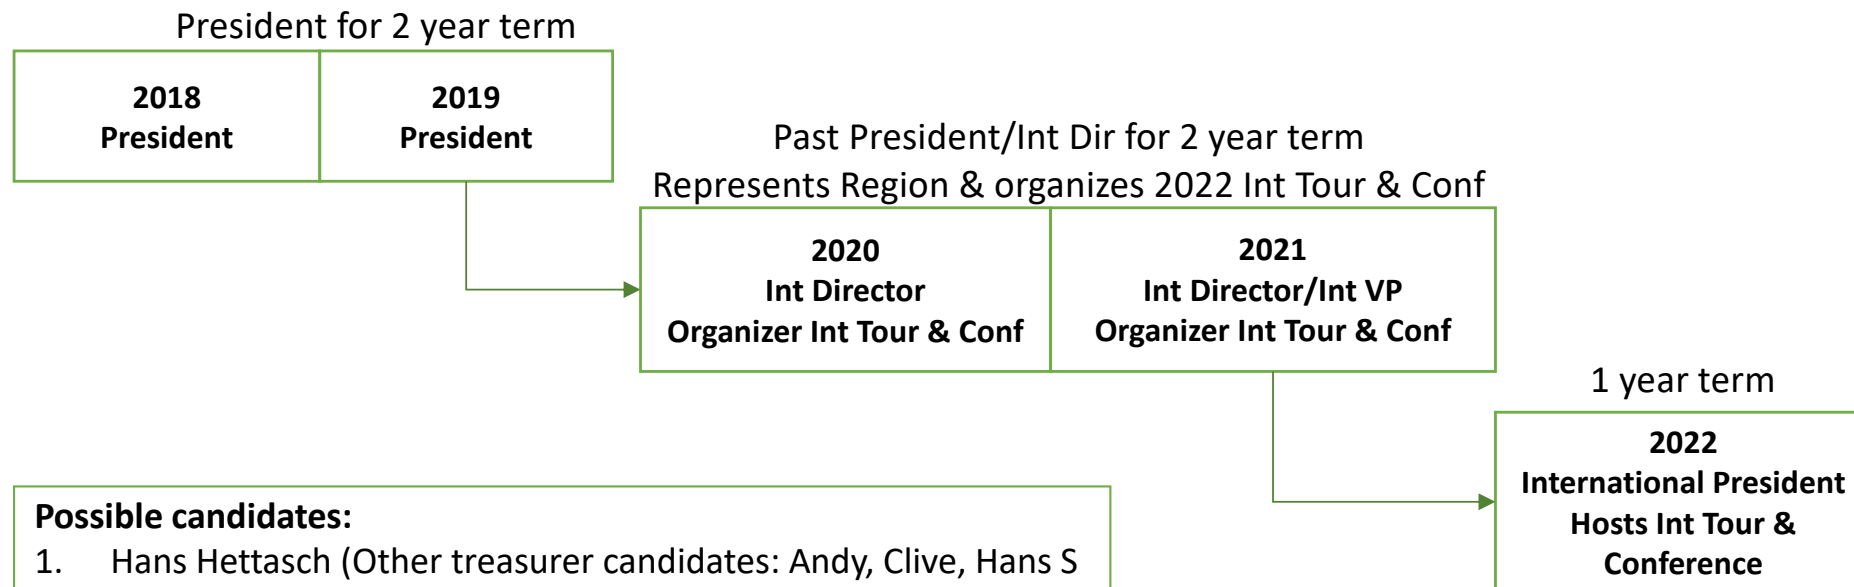 President for 2 year term
2018
President
2019
President
Past President/Int Dir for 2 year term
Represents Region & organizes 2022 Int Tour & Conf
2020
Int Director
Organizer Int Tour & Conf
2021
Int Director/Int VP
Organizer Int Tour & Conf
1 year term
2022
International President
Hosts Int Tour &
Conference
Possible candidates:
1. Hans Hettasch (Other treasurer candidates: Andy, Clive, Hans S